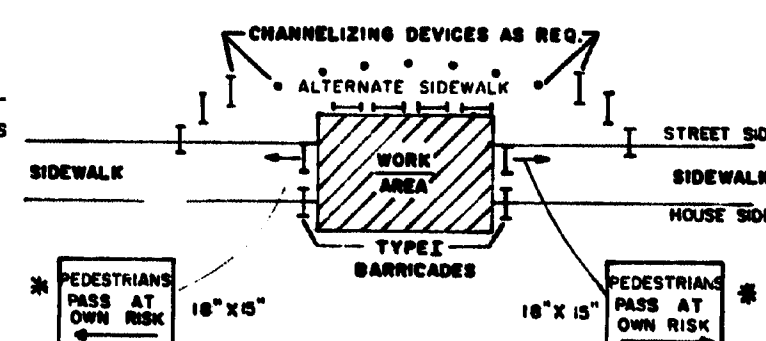 CHANNELIZING DEVICES AS REQ.
ALTERNATE SIDEWALK
STREET SID
SIDEWALK
WORK
AREA
SIDEWALK
HOUSE SID
TYPE I
BARRICADES
*
PEDESTRIANS
PASS AT
OWN RISK
18" X 15"
18" X 15"
PEDESTRIANS
PASS AT
OWN RISK
*